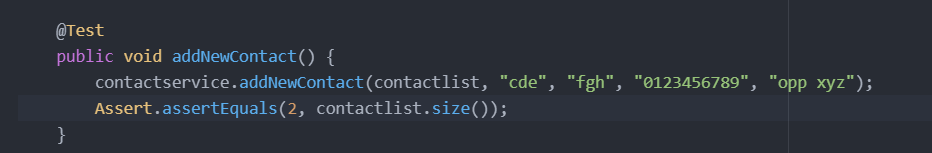 @Test
public void addNewContact() {
contactservice.addNewContact(contactlist, "cde", "fgh", "0123456789", "opp xyz");
Assert.assertEquals(2, contactlist.size());
}